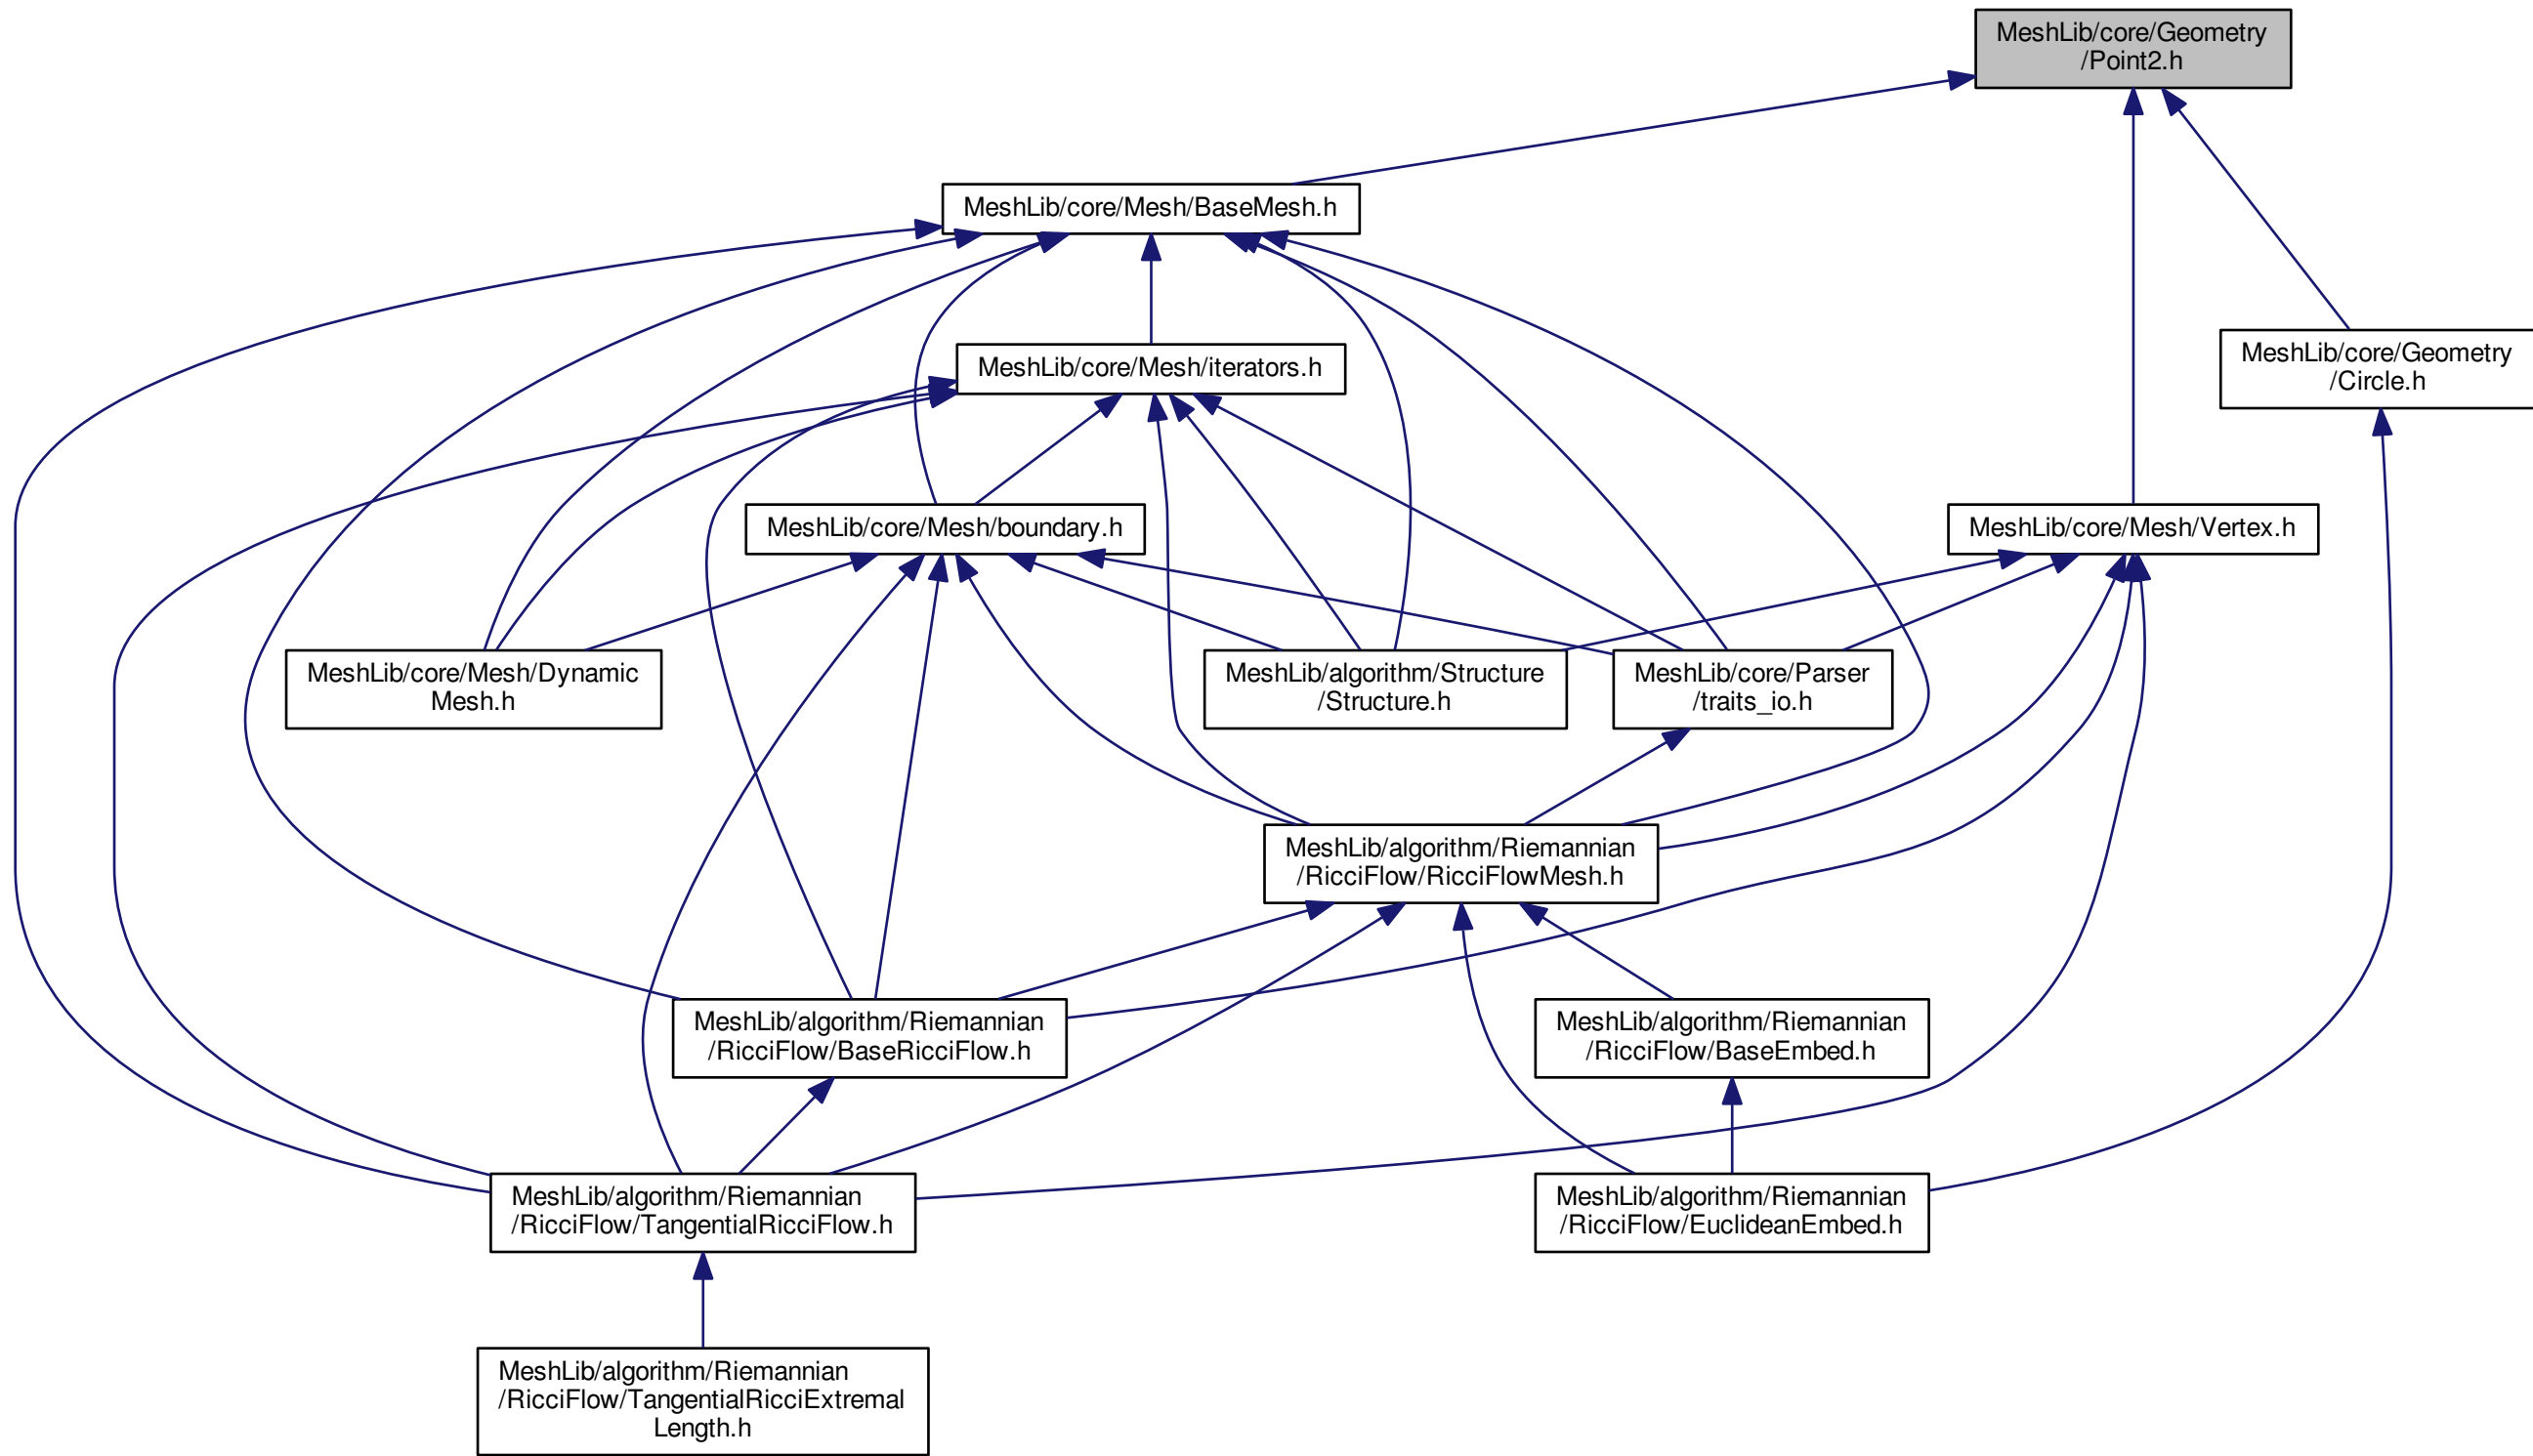 MeshLib/core/Geometry
/Point2.h
MeshLib/core/Mesh/BaseMesh.h
MeshLib/core/Mesh/iterators.h
MeshLib/core/Geometry
/Circle.h
MeshLib/core/Mesh/boundary.h
MeshLib/core/Mesh/Vertex.h
MeshLib/core/Mesh/Dynamic
Mesh.h
MeshLib/algorithm/Structure
/Structure.h
MeshLib/core/Parser
/traits_io.h
MeshLib/algorithm/Riemannian
/RicciFlow/RicciFlowMesh.h
MeshLib/algorithm/Riemannian
/RicciFlow/BaseRicciFlow.h
MeshLib/algorithm/Riemannian
/RicciFlow/BaseEmbed.h
MeshLib/algorithm/Riemannian
/RicciFlow/TangentialRicciFlow.h
MeshLib/algorithm/Riemannian
/RicciFlow/EuclideanEmbed.h
MeshLib/algorithm/Riemannian
/RicciFlow/TangentialRicciExtremal
Length.h